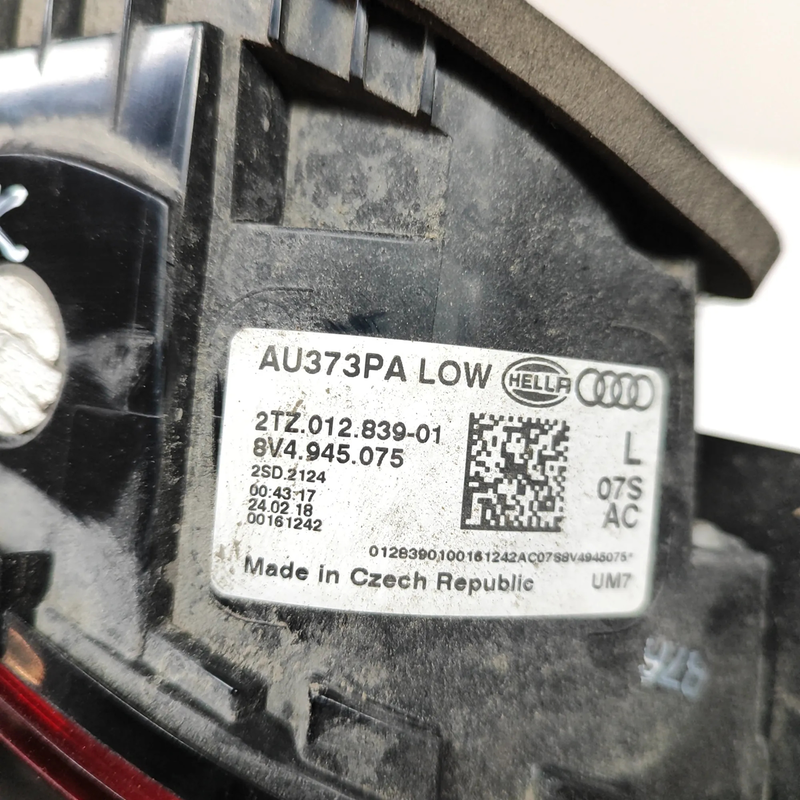 K
AU373PA LOW HELLA
2TZ.012.839-01
8V4.945.075
2SD.2124
00:43:17
24.02.18
00161242
L
07S
AC
0128390100161242AC07S8V4945075*
Made in Czech Republic
UM7